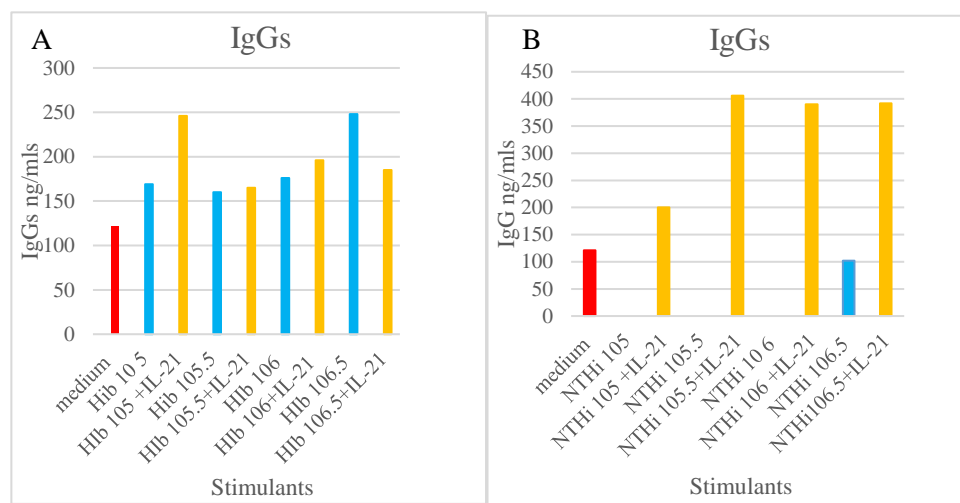 A
IgGs
300
250
200
150
100
50
0
IgGs ng/mls
medium
Hib 10 5
HIb 105 +IL-21
HIb 105.5
HIb 105.5+IL-21
HIb 106
HIb 106+IL-21
HIb 106.5
HIb 106.5+IL-21
Stimulants
B
IgGs
450
400
350
300
250
200
150
100
50
0
IgG ng/mls
medium
NTHi 105
NTHi 105 +IL-21
NTHi 105.5
NTHi 105.5+IL-21
NTHi 10 6
NTHi 106 +IL-21
NTHi 106.5
NTHi106.5+IL-21
Stimulants